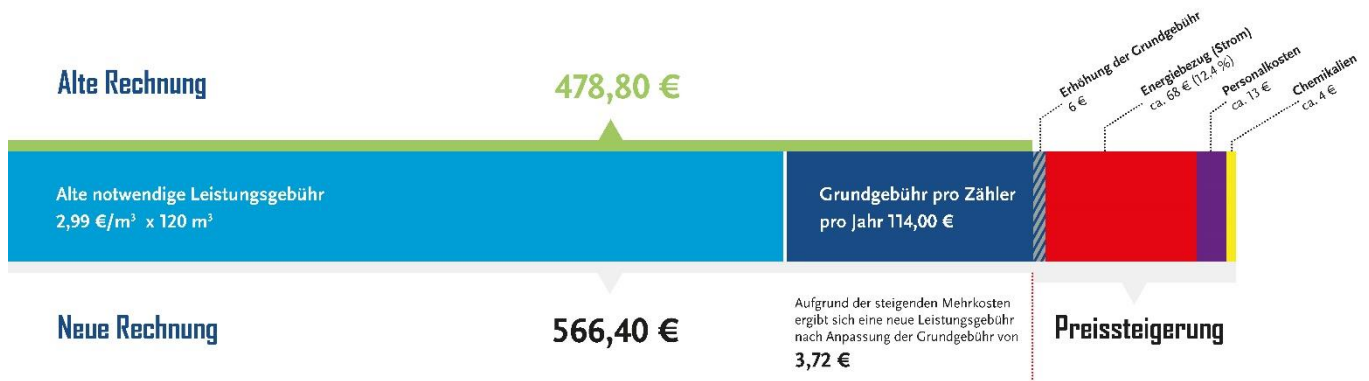 Alte Rechnung
478,80 €
Erhöhung der Grundgebühr
6 €
Energiebezug (Strom)
ca. 68 € (12.4 %)
Personalkosten
ca. 13 €
Chemikalien
ca. 4 €
Alte notwendige Leistungsgebühr
2,99 €/m³ x 120 m³
Grundgebühr pro Zähler
pro Jahr 114,00 €
Neue Rechnung
566,40 €
Aufgrund der steigenden Mehrkosten
ergibt sich eine neue Leistungsgebühr
nach Anpassung der Grundgebühr von
3,72 €
Preissteigerung